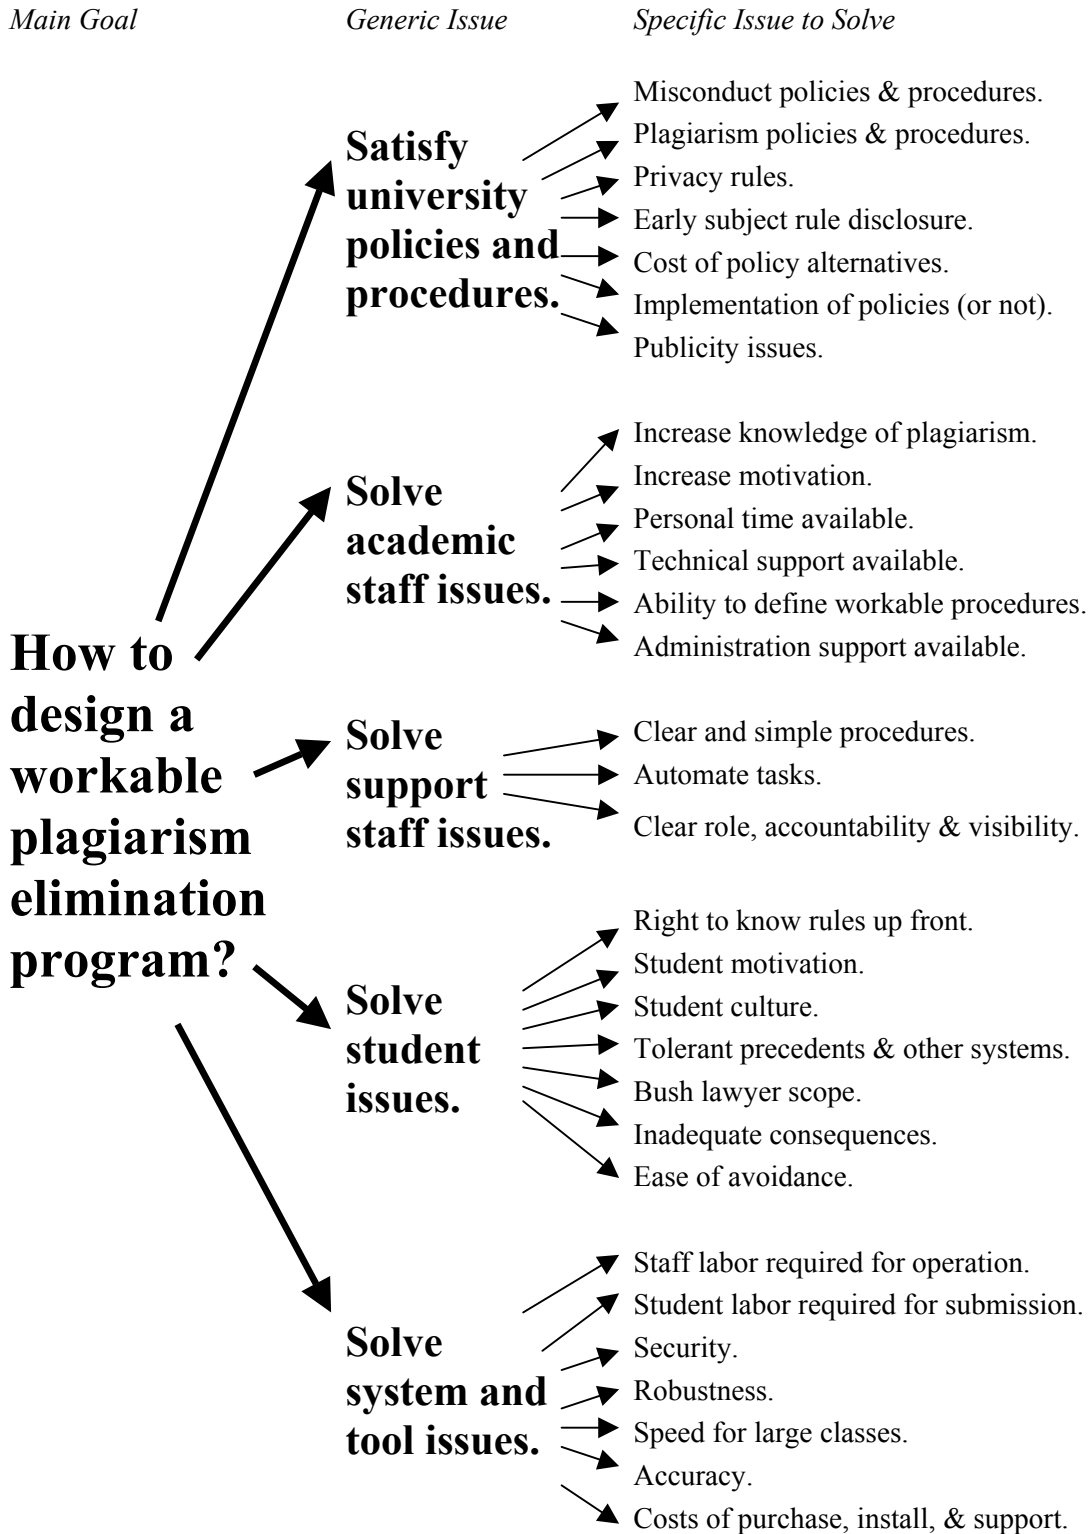 Main Goal
Generic Issue
Specific Issue to Solve
How to
design a
workable
plagiarism
elimination
program?
Satisfy
university
policies and
procedures.
Misconduct policies & procedures.
Plagiarism policies & procedures.
Privacy rules.
Early subject rule disclosure.
Cost of policy alternatives.
Implementation of policies (or not).
Publicity issues.
Solve
academic
staff issues.
Increase knowledge of plagiarism.
Increase motivation.
Personal time available.
Technical support available.
Ability to define workable procedures.
Administration support available.
Solve
support
staff issues.
Clear and simple procedures.
Automate tasks.
Clear role, accountability & visibility.
Solve
student
issues.
Right to know rules up front.
Student motivation.
Student culture.
Tolerant precedents & other systems.
Bush lawyer scope.
Inadequate consequences.
Ease of avoidance.
Solve
system and
tool issues.
Staff labor required for operation.
Student labor required for submission.
Security.
Robustness.
Speed for large classes.
Accuracy.
Costs of purchase, install, & support.